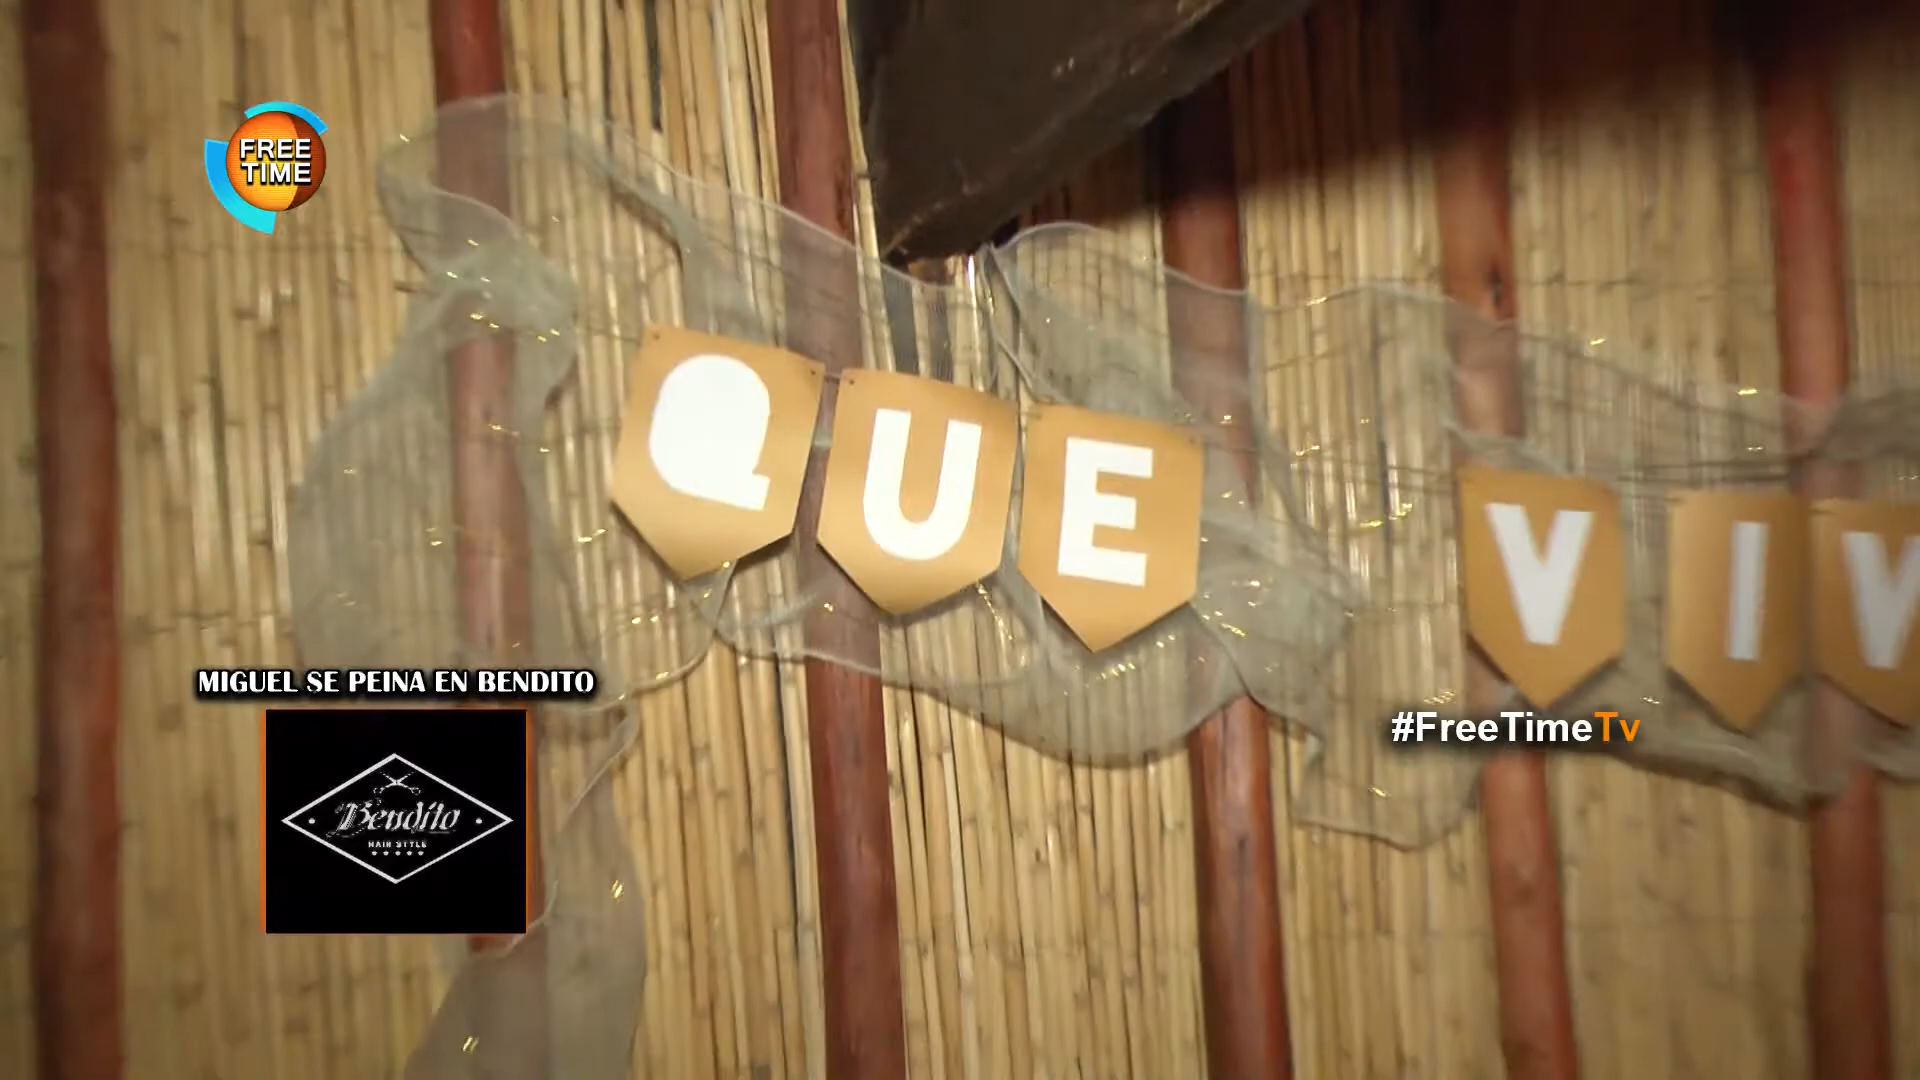 FREE
TIME
QUE VIV
MIGUEL SE PEINA EN BENDITO
#FreeTimeTv
Bendito
HAIR STYLE